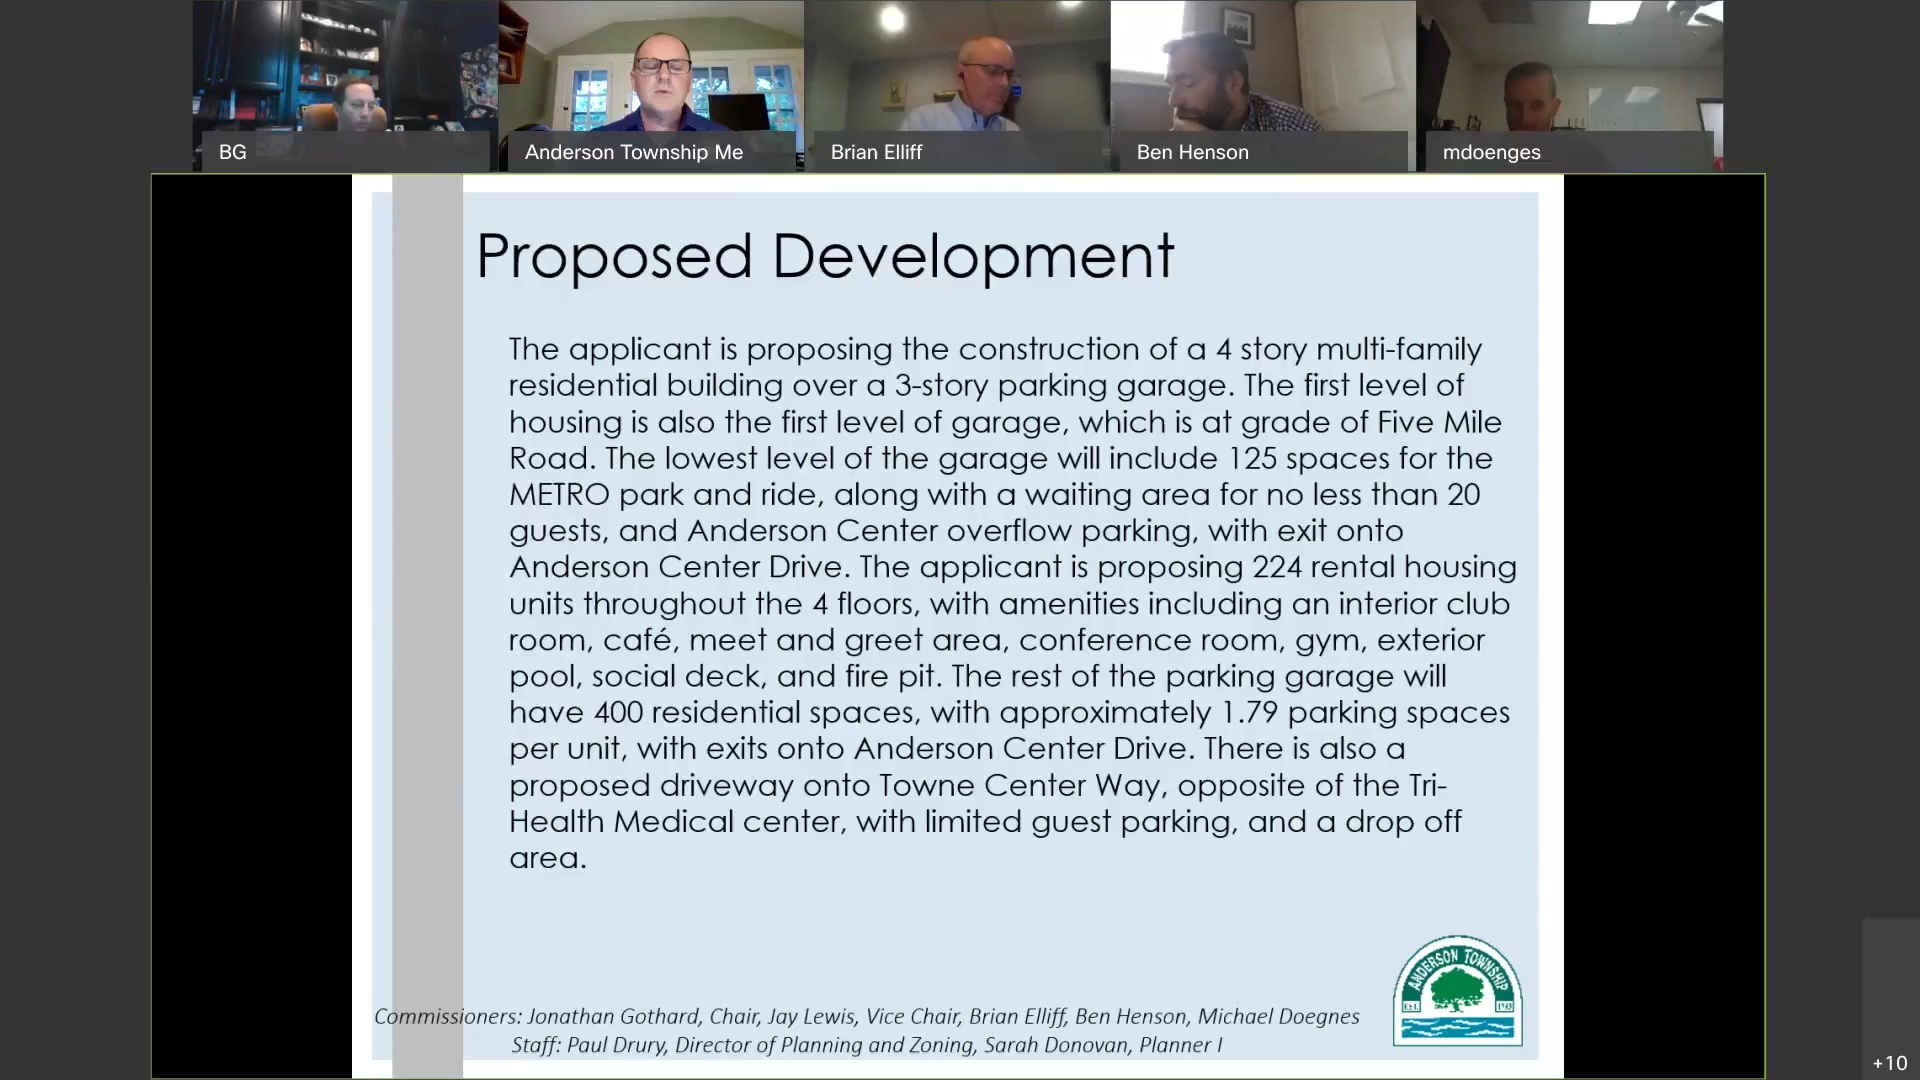 BG
Anderson Township Me
Brian Elliff
Ben Henson
mdoenges
Proposed Development
The applicant is proposing the construction of a 4 story multi-family
residential building over a 3-story parking garage. The first level of
housing is also the first level of garage, which is at grade of Five Mile
Road. The lowest level of the garage will include 125 spaces for the
METRO park and ride, along with a waiting area for no less than 20
guests, and Anderson Center overflow parking, with exit onto
Anderson Center Drive. The applicant is proposing 224 rental housing
units throughout the 4 floors, with amenities including an interior club
room, café, meet and greet area, conference room, gym, exterior
pool, social deck, and fire pit. The rest of the parking garage will
have 400 residential spaces, with approximately 1.79 parking spaces
per unit, with exits onto Anderson Center Drive. There is also a
proposed driveway onto Towne Center Way, opposite of the Tri-
Health Medical center, with limited guest parking, and a drop off
area.
ANDERSON TOWNSHIP
Commissioners: Jonathan Gothard, Chair, Jay Lewis, Vice Chair, Brian Elliff, Ben Henson, Michael Doegnes
Staff: Paul Drury, Director of Planning and Zoning, Sarah Donovan, Planner I
+10